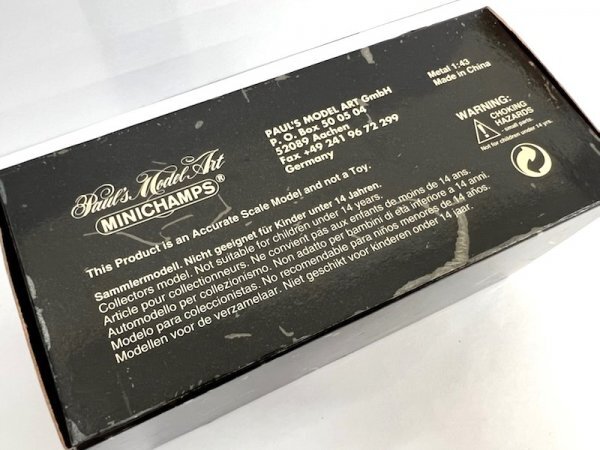 Paul's Model Art
MINICHAMPS®
PAUL'S MODEL ART GmbH
P. O. Box 50 05 04
52089 Aachen
Fax +49 241 96 72 299
Germany
Metal 1:43
Made in China
WARNING:
CHOKING
HAZARDS
- small parts.
Not for children under 14 yrs.
This Product is an Accurate Scale Model and not a Toy.
Sammlermodell. Nicht geeignet für Kinder unter 14 Jahren.
Collectors model. Not suitable for children under 14 years.
Article pour collectionneurs. Ne convient pas aux enfants de moins de 14 ans.
Automodello per collezionismo. Non adatto per bambini di eta inferiore a 14 anni.
Modelo para coleccionistas. No recomendable para niños menores de 14 años.
Modellen voor de verzamelaar. Niet geschikt voor kinderen onder 14 jaar.